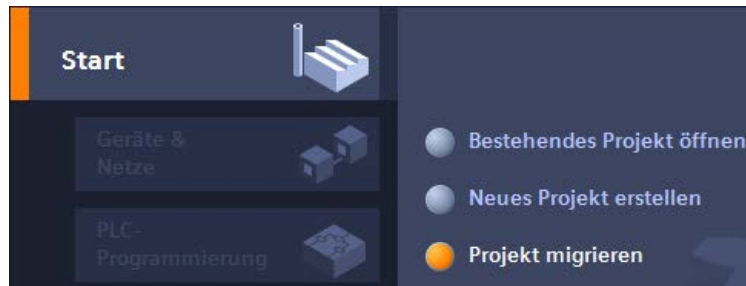 Start
Geräte &
Netze
PLC-
Programmierung
Bestehendes Projekt öffnen
Neues Projekt erstellen
Projekt migrieren